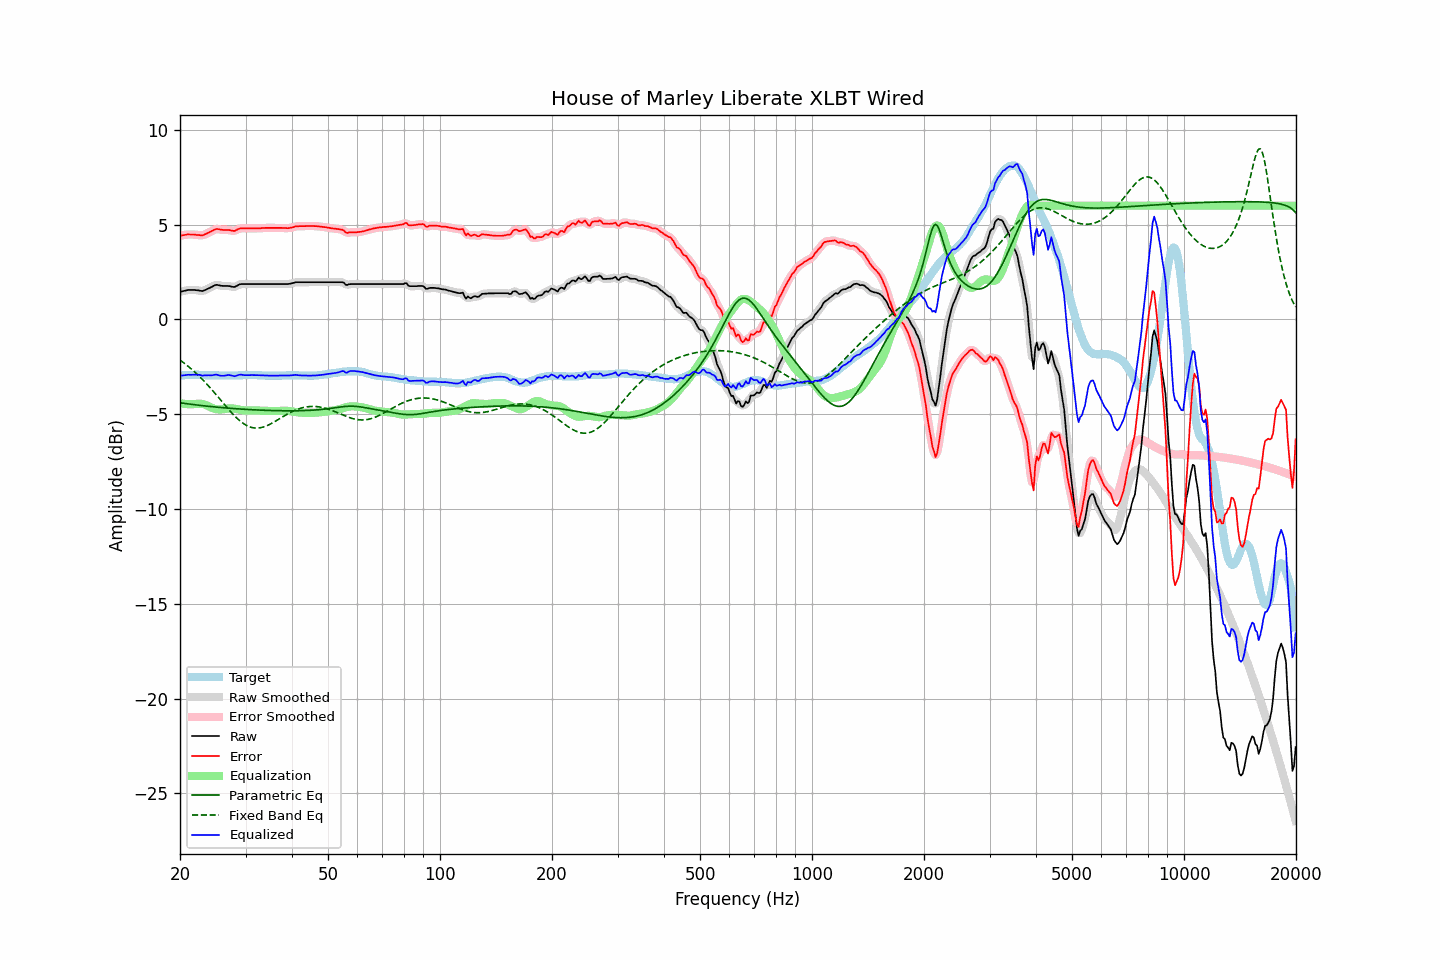 House of Marley Liberate XLBT Wired
Amplitude (dBr)
10
5
0
−5
−10
−15
−20
−25
Target
Raw Smoothed
Error Smoothed
Raw
Error
Equalization
Parametric Eq
Fixed Band Eq
Equalized
20 50 100 200 500 1000 2000 5000 10000 20000
Frequency (Hz)